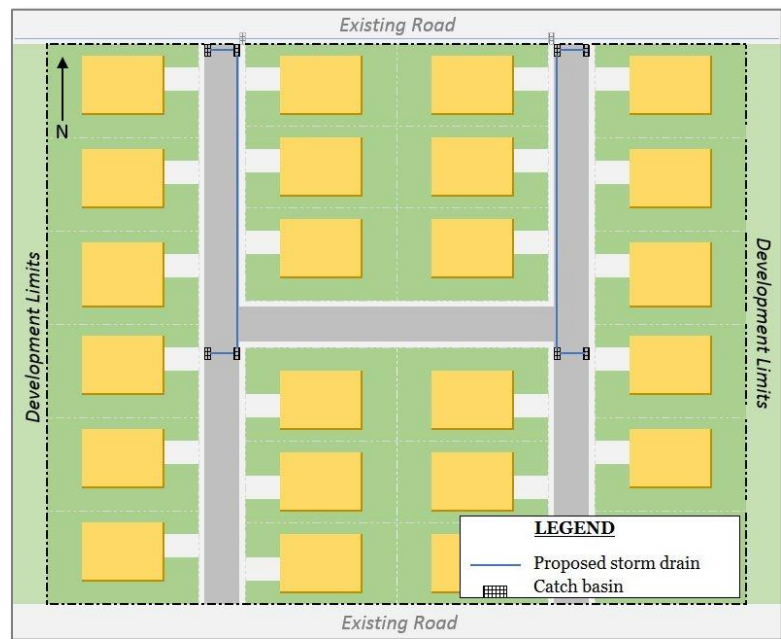 Existing Road
N
Development Limits
Development Limits
LEGEND
Proposed storm drain
Catch basin
Existing Road